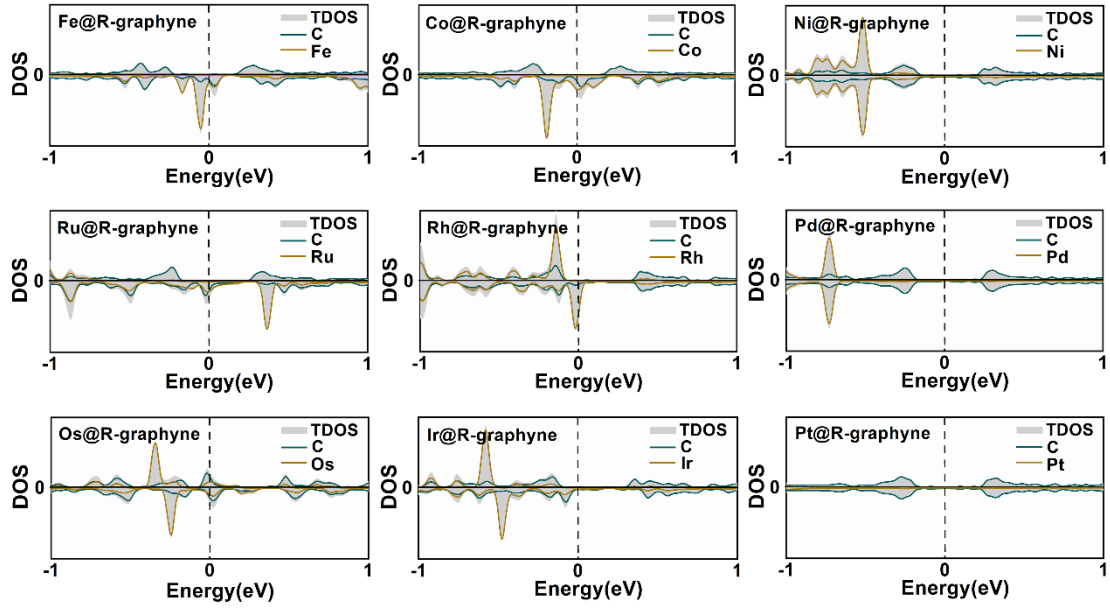 Fe@R-graphyne
TDOS
C
Fe
DOS
0
-1
0
1
Energy(eV)
Co@R-graphyne
TDOS
C
Co
DOS
0
-1
0
1
Energy(eV)
Ni@R-graphyne
TDOS
C
Ni
DOS
0
-1
0
1
Energy(eV)
Ru@R-graphyne
TDOS
C
Ru
DOS
0
-1
0
1
Energy(eV)
Rh@R-graphyne
TDOS
C
Rh
DOS
0
-1
0
1
Energy(eV)
Pd@R-graphyne
TDOS
C
Pd
DOS
0
-1
0
1
Energy(eV)
Os@R-graphyne
TDOS
C
Os
DOS
0
-1
0
1
Energy(eV)
Ir@R-graphyne
TDOS
C
Ir
DOS
0
-1
0
1
Energy(eV)
Pt@R-graphyne
TDOS
C
Pt
DOS
0
-1
0
1
Energy(eV)